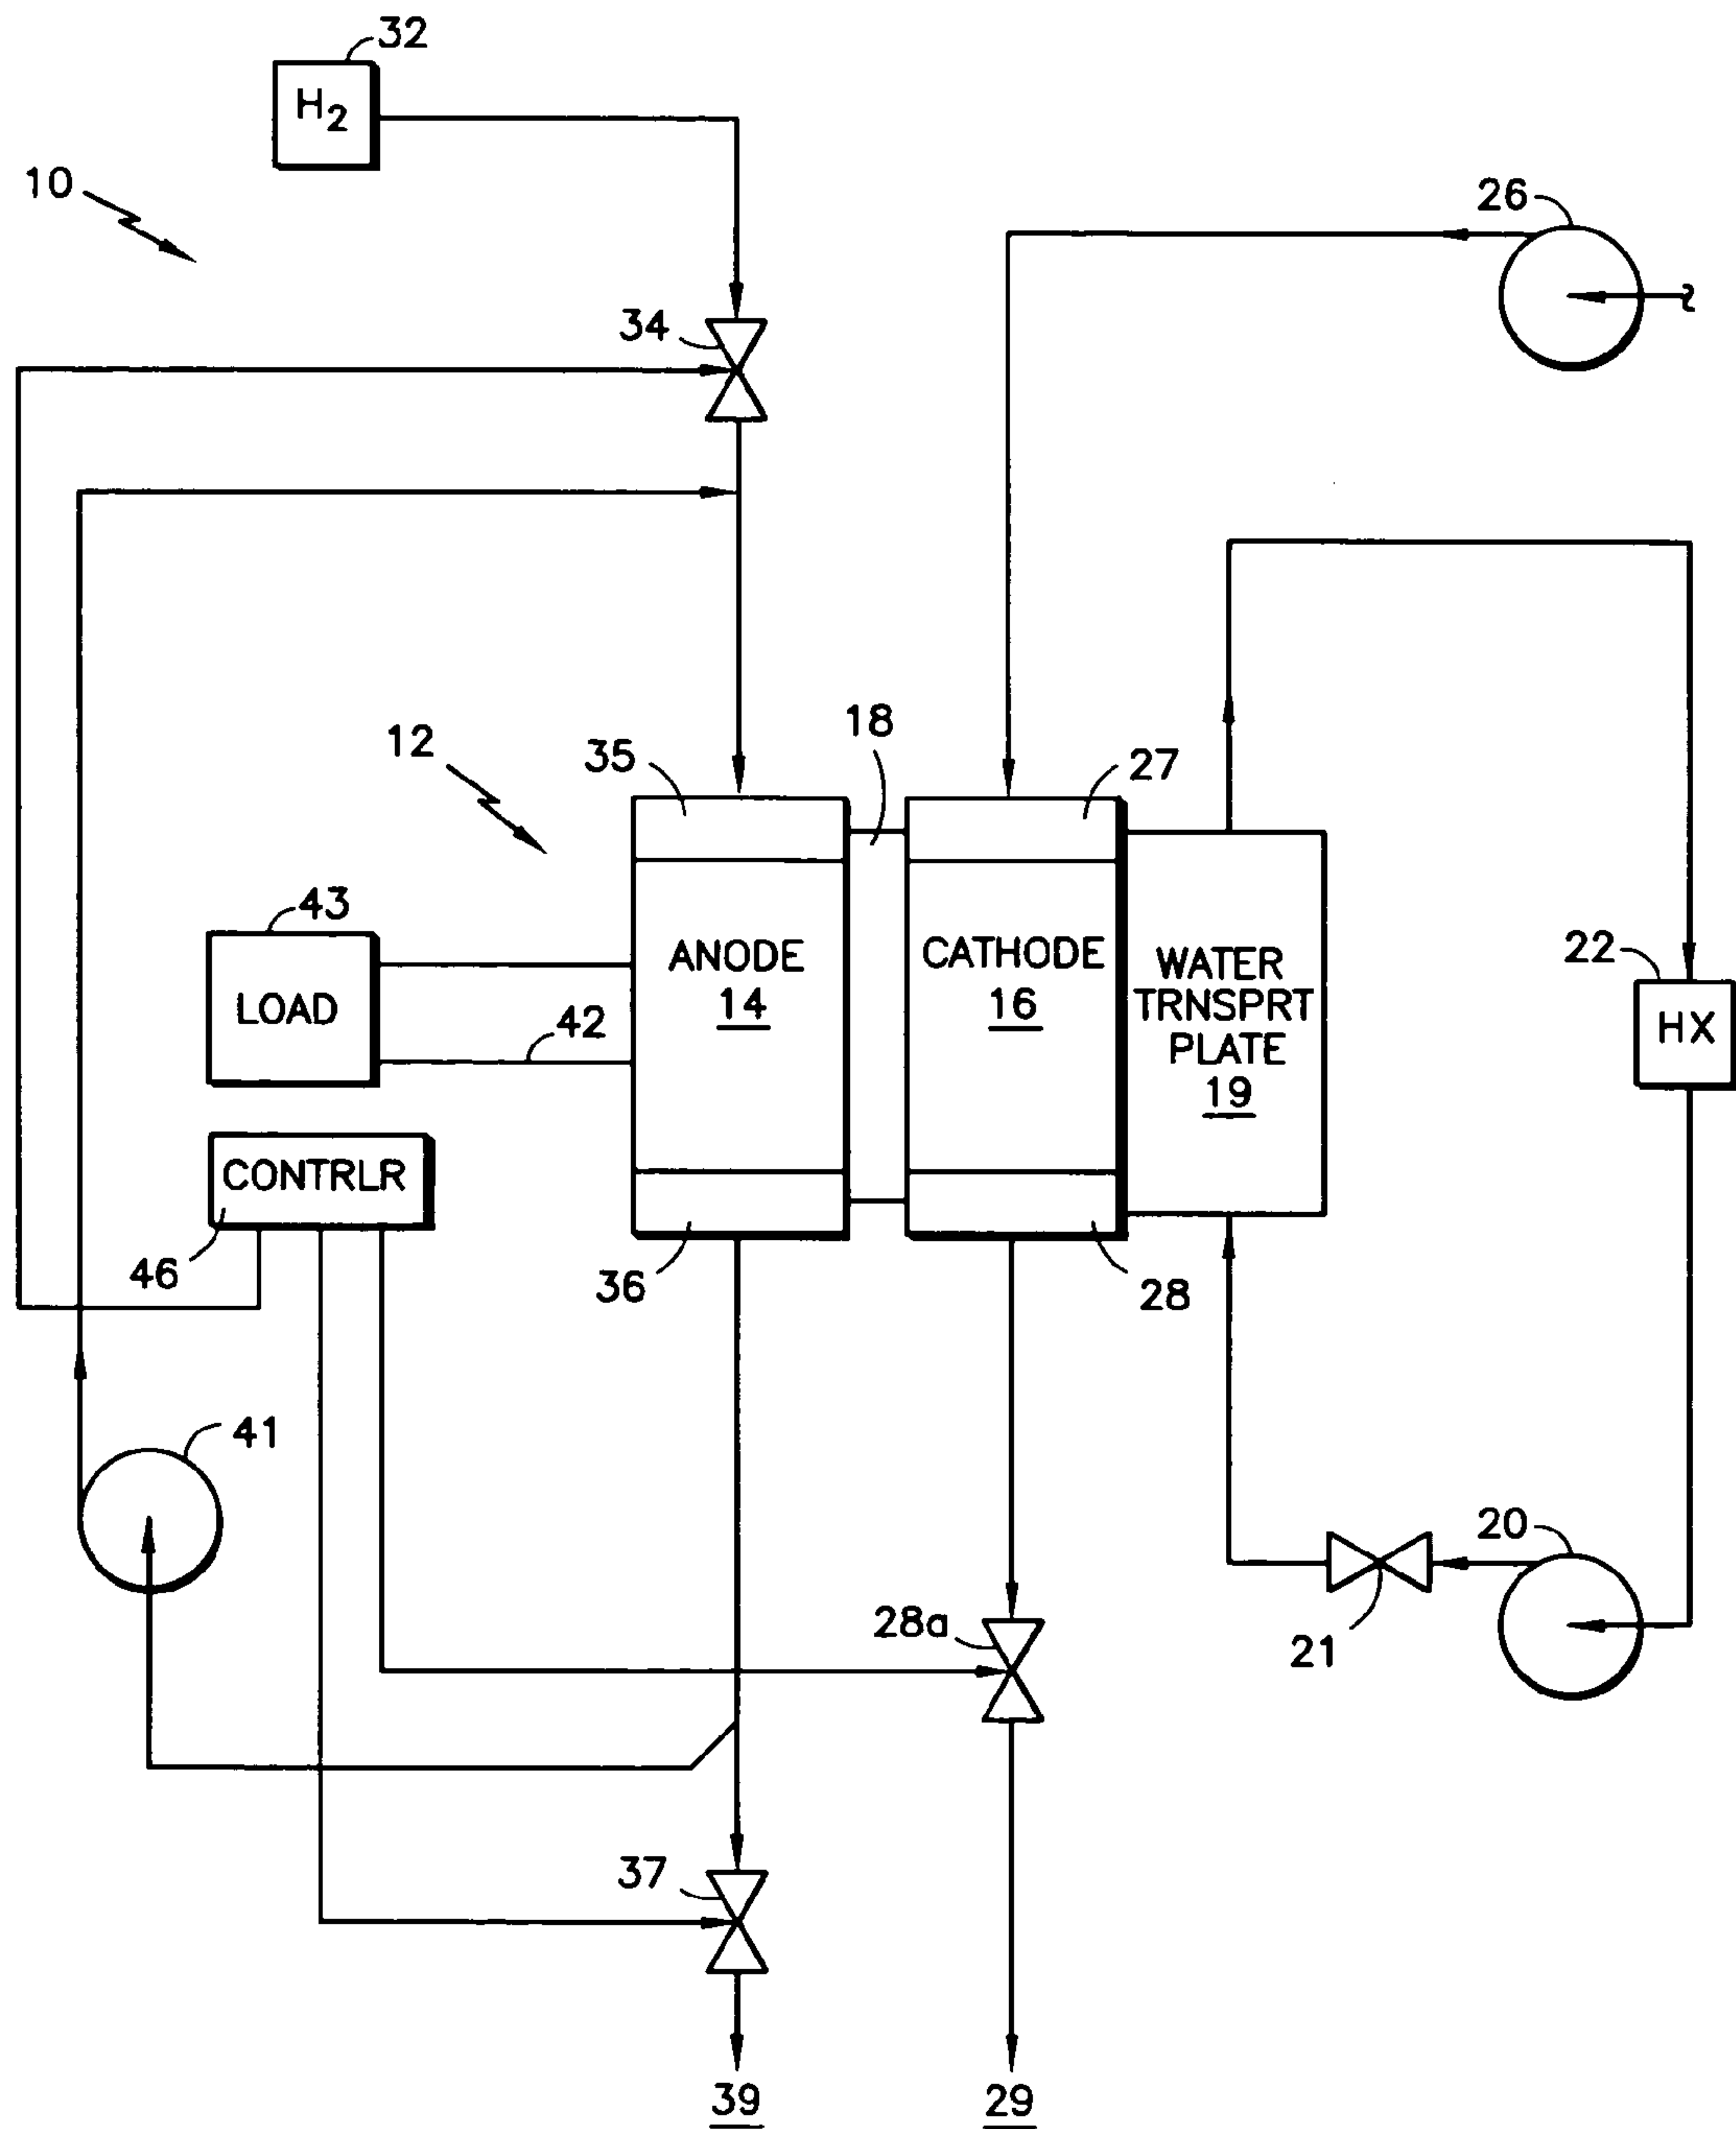 32
H2
10
26
34
18
12
35
27
43
ANODE
14
CATHODE
16
WATER
TRNSPRT
PLATE
19
22
HX
LOAD
42
CONTRLR
46
36
28
41
20
28a
21
37
39
29